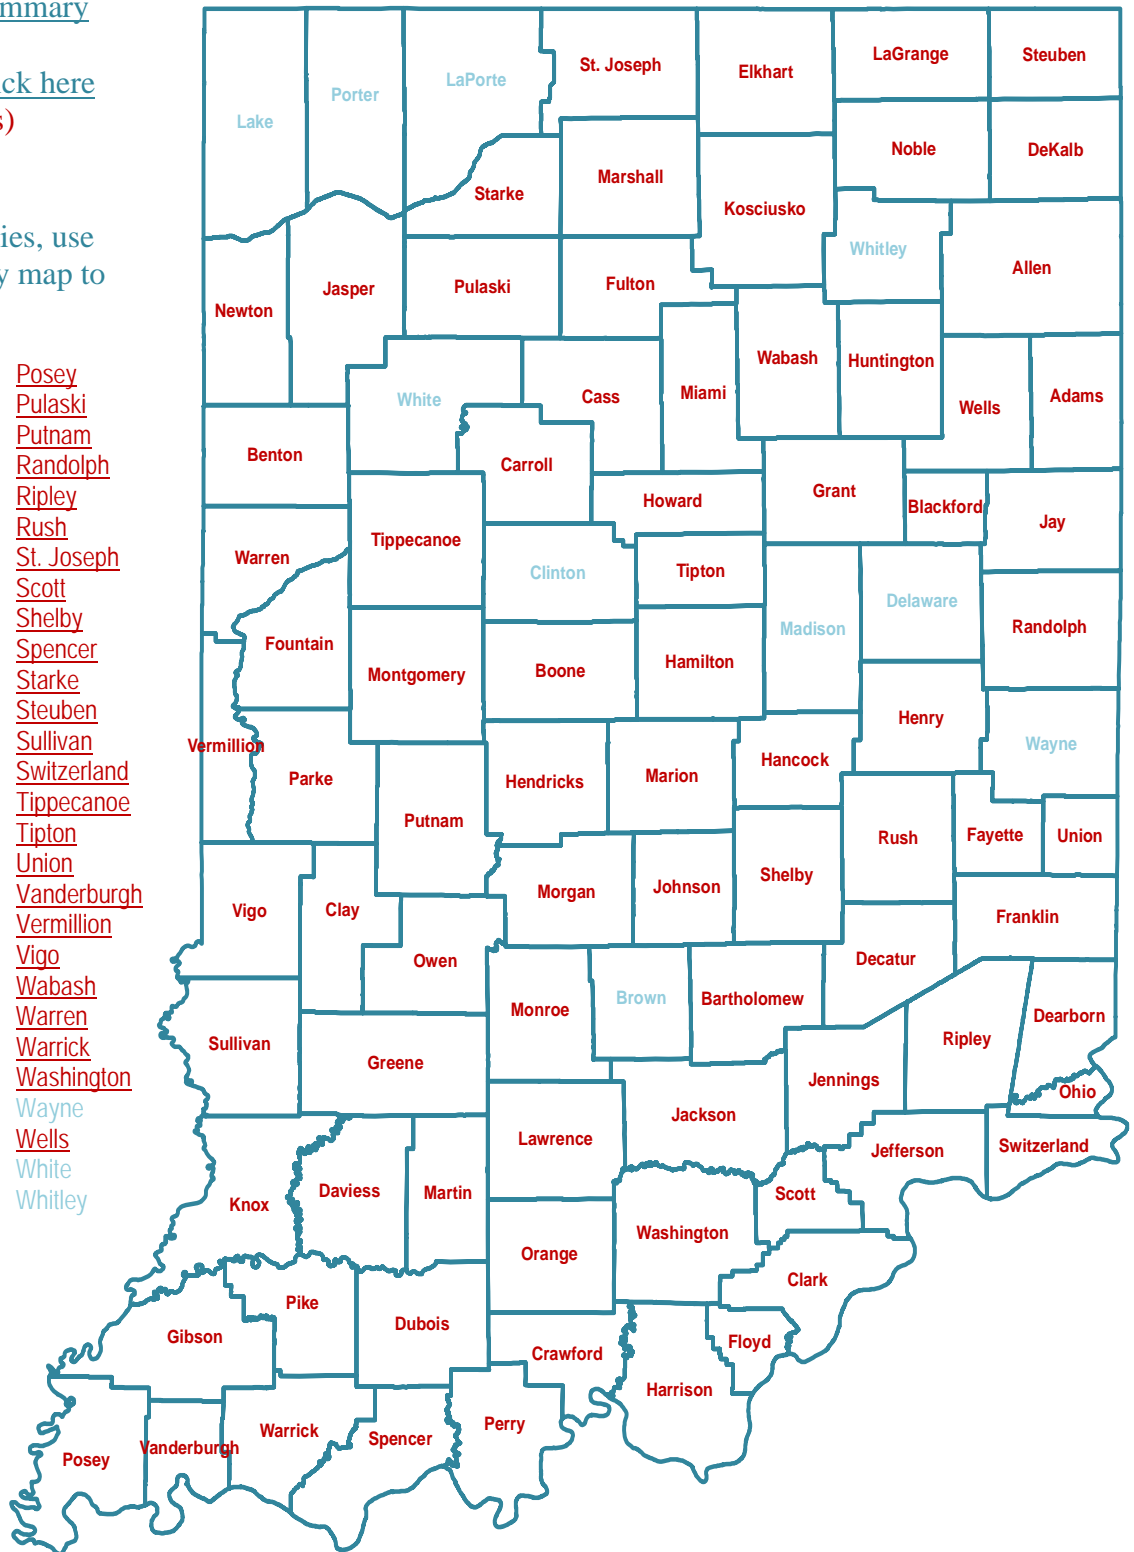 ummary
ck here
s)
ies, use
y map to
Posey
Pulaski
Putnam
Randolph
Ripley
Rush
St. Joseph
Scott
Shelby
Spencer
Starke
Steuben
Sullivan
Switzerland
Tippecanoe
Tipton
Union
Vanderburgh
Vermillion
Vigo
Wabash
Warren
Warrick
Washington
Wayne
Wells
White
Whitley
Lake
Porter
LaPorte
St. Joseph
Elkhart
LaGrange
Steuben
Noble
DeKalb
Starke
Marshall
Kosciusko
Whitley
Allen
Newton
Jasper
Pulaski
Fulton
Wabash
Huntington
Miami
Wells
Adams
White
Cass
Benton
Carroll
Howard
Grant
Blackford
Jay
Warren
Tippecanoe
Clinton
Tipton
Madison
Delaware
Randolph
Fountain
Montgomery
Boone
Hamilton
Henry
Wayne
Vermillion
Parke
Hendricks
Marion
Hancock
Putnam
Rush
Fayette
Union
Vigo
Clay
Morgan
Johnson
Shelby
Franklin
Owen
Decatur
Monroe
Brown
Bartholomew
Dearborn
Sullivan
Greene
Ripley
Jennings
Ohio
Jackson
Lawrence
Jefferson
Switzerland
Knox
Daviess
Martin
Scott
Orange
Washington
Clark
Pike
Gibson
Dubois
Crawford
Floyd
Harrison
Posey
Vanderburgh
Warrick
Spencer
Perry